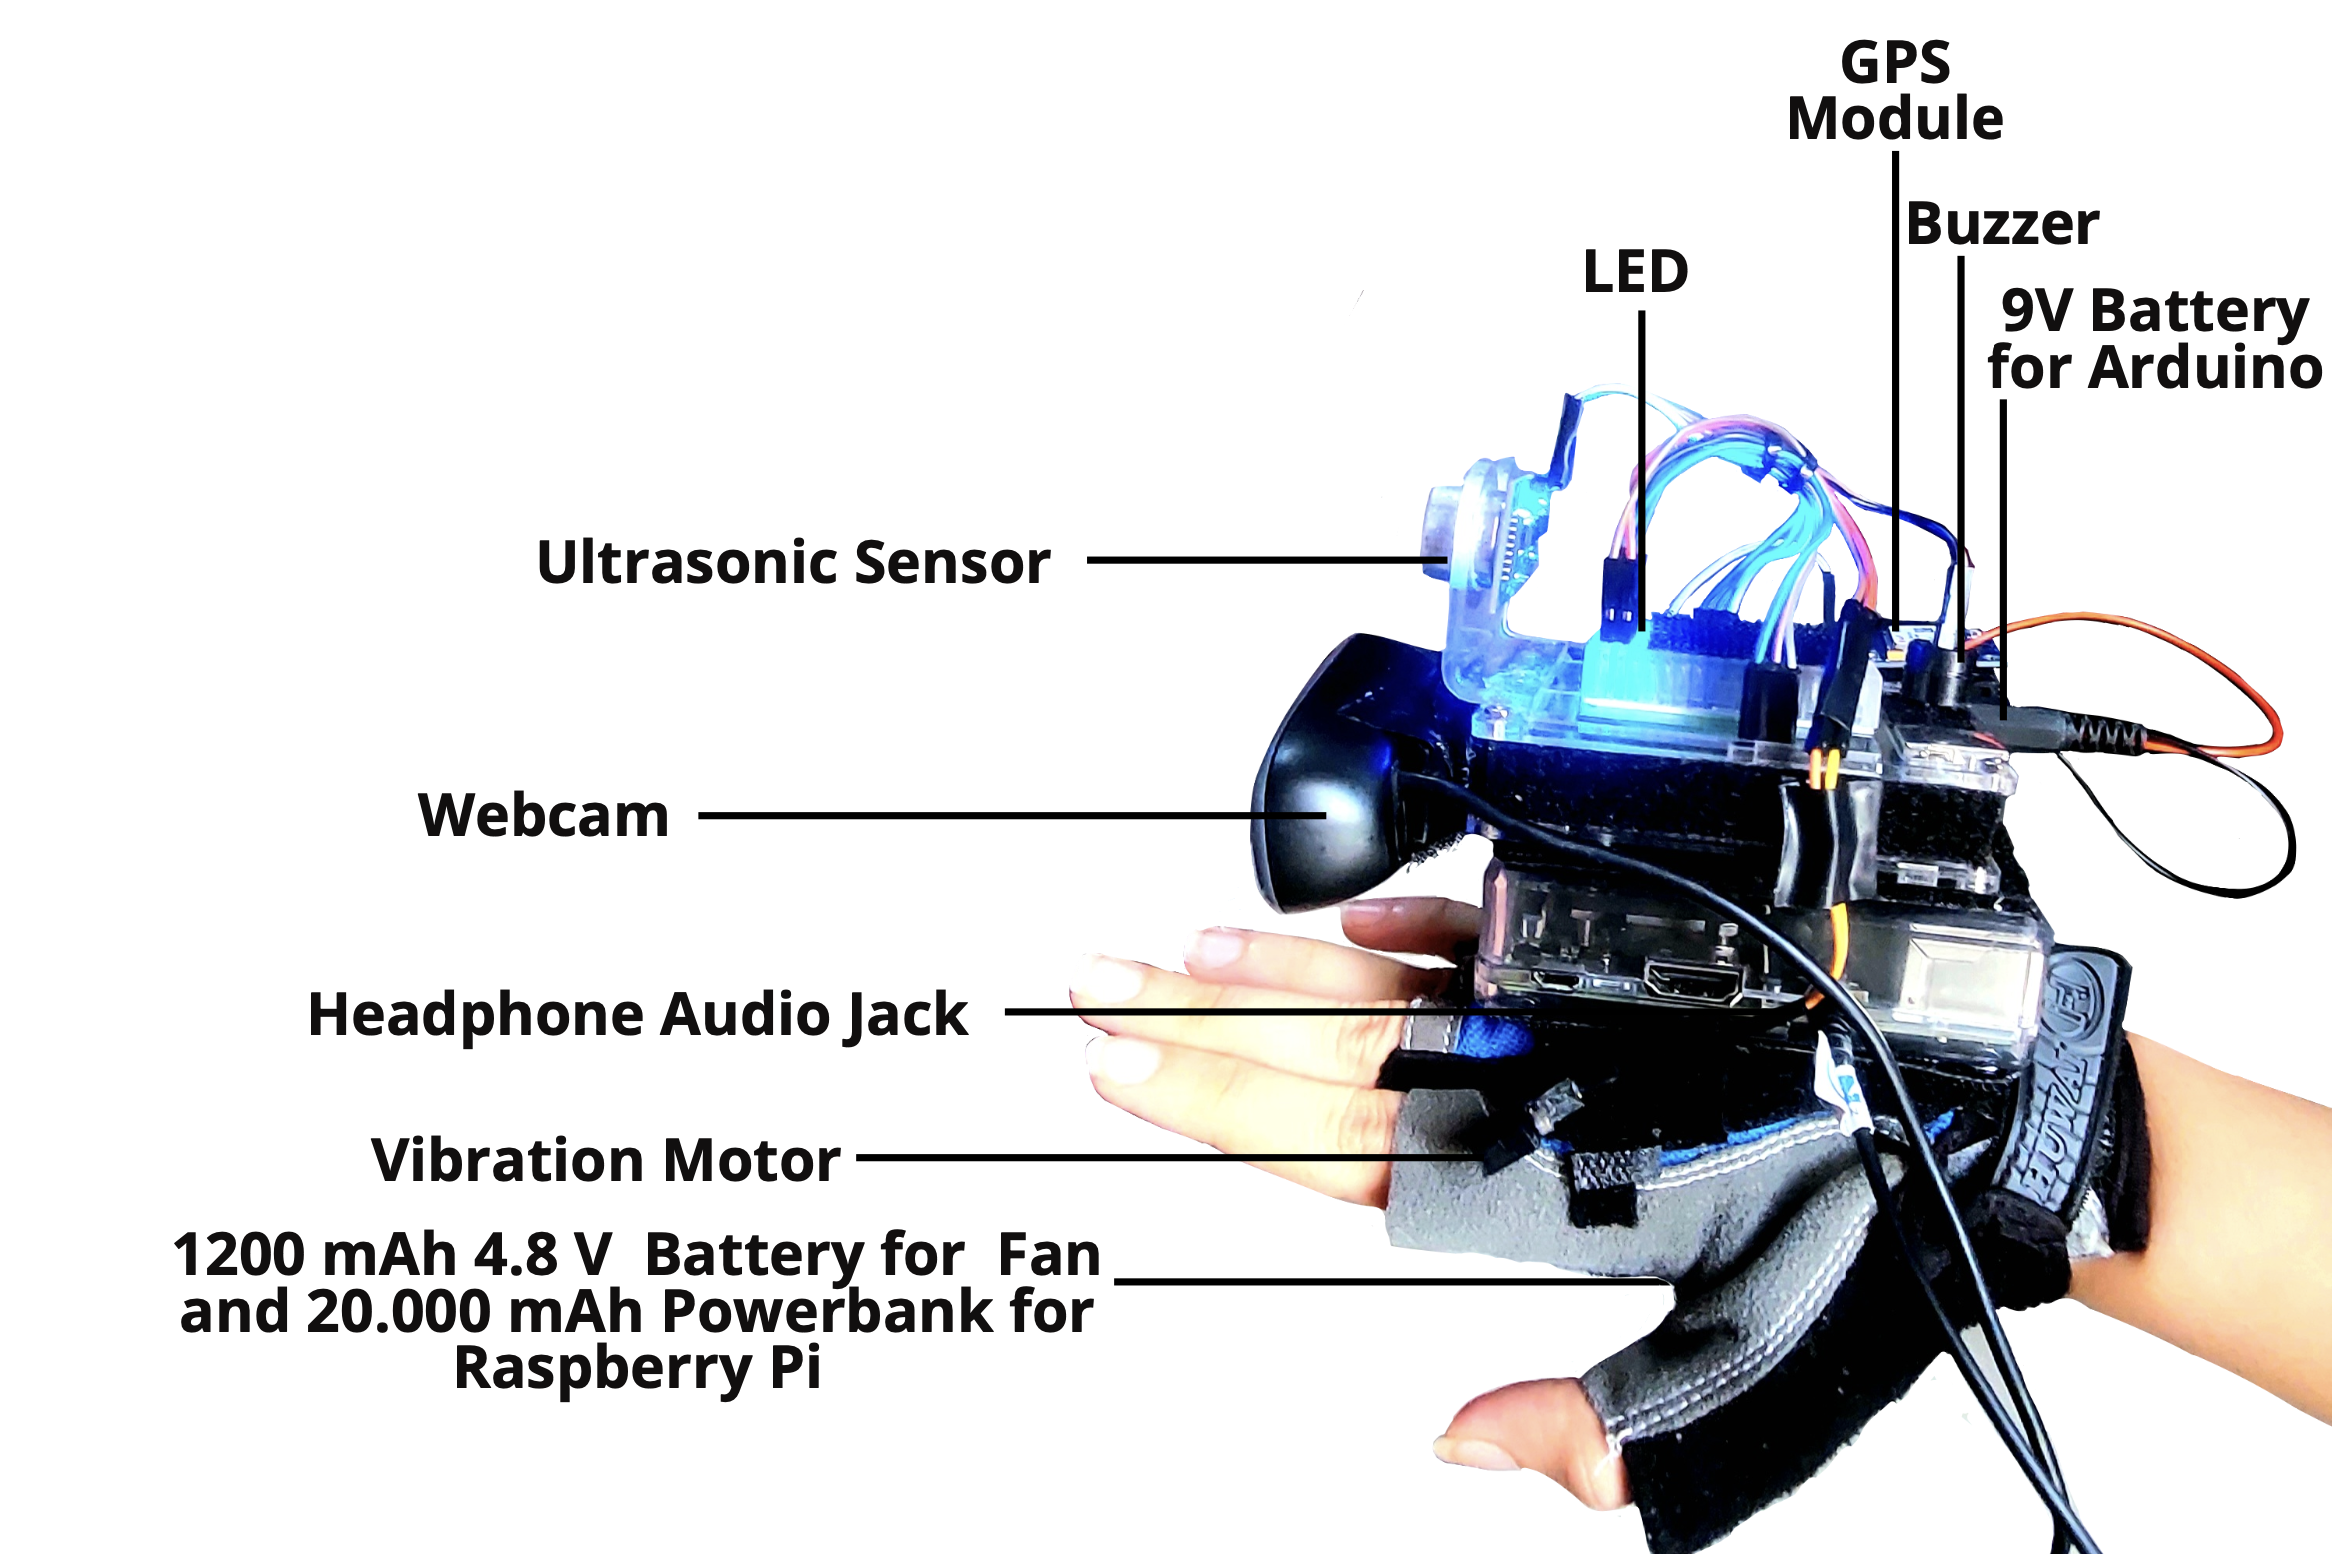 GPS
Module
Buzzer
LED
9V Battery
for Arduino
Ultrasonic Sensor
Webcam
Headphone Audio Jack
Vibration Motor
1200 mAh 4.8 V  Battery for  Fan
and 20.000 mAh Powerbank for
Raspberry Pi